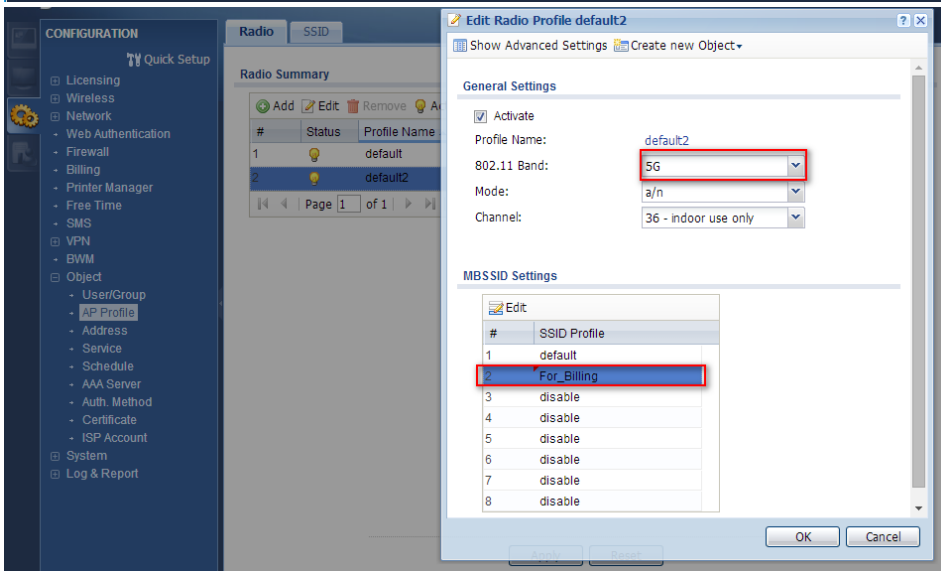 CONFIGURATION
Quick Setup
Licensing
Wireless
Network
Web Authentication
Firewall
Billing
Printer Manager
Free Time
SMS
VPN
BWM
Object
User/Group
AP Profile
Address
Service
Schedule
AAA Server
Auth. Method
Certificate
ISP Account
System
Log & Report
Radio SSID
Radio Summary
Add Edit Remove
# Status Profile Name
1 default
2 default2
Page 1 of 1
Apply Reset
Edit Radio Profile default2
Show Advanced Settings Create new Object
General Settings
Activate
Profile Name: default2
802.11 Band: 5G
Mode: a/n
Channel: 36 - indoor use only
MBSSID Settings
Edit
# SSID Profile
1 default
2 For_Billing
3 disable
4 disable
5 disable
6 disable
7 disable
8 disable
OK Cancel